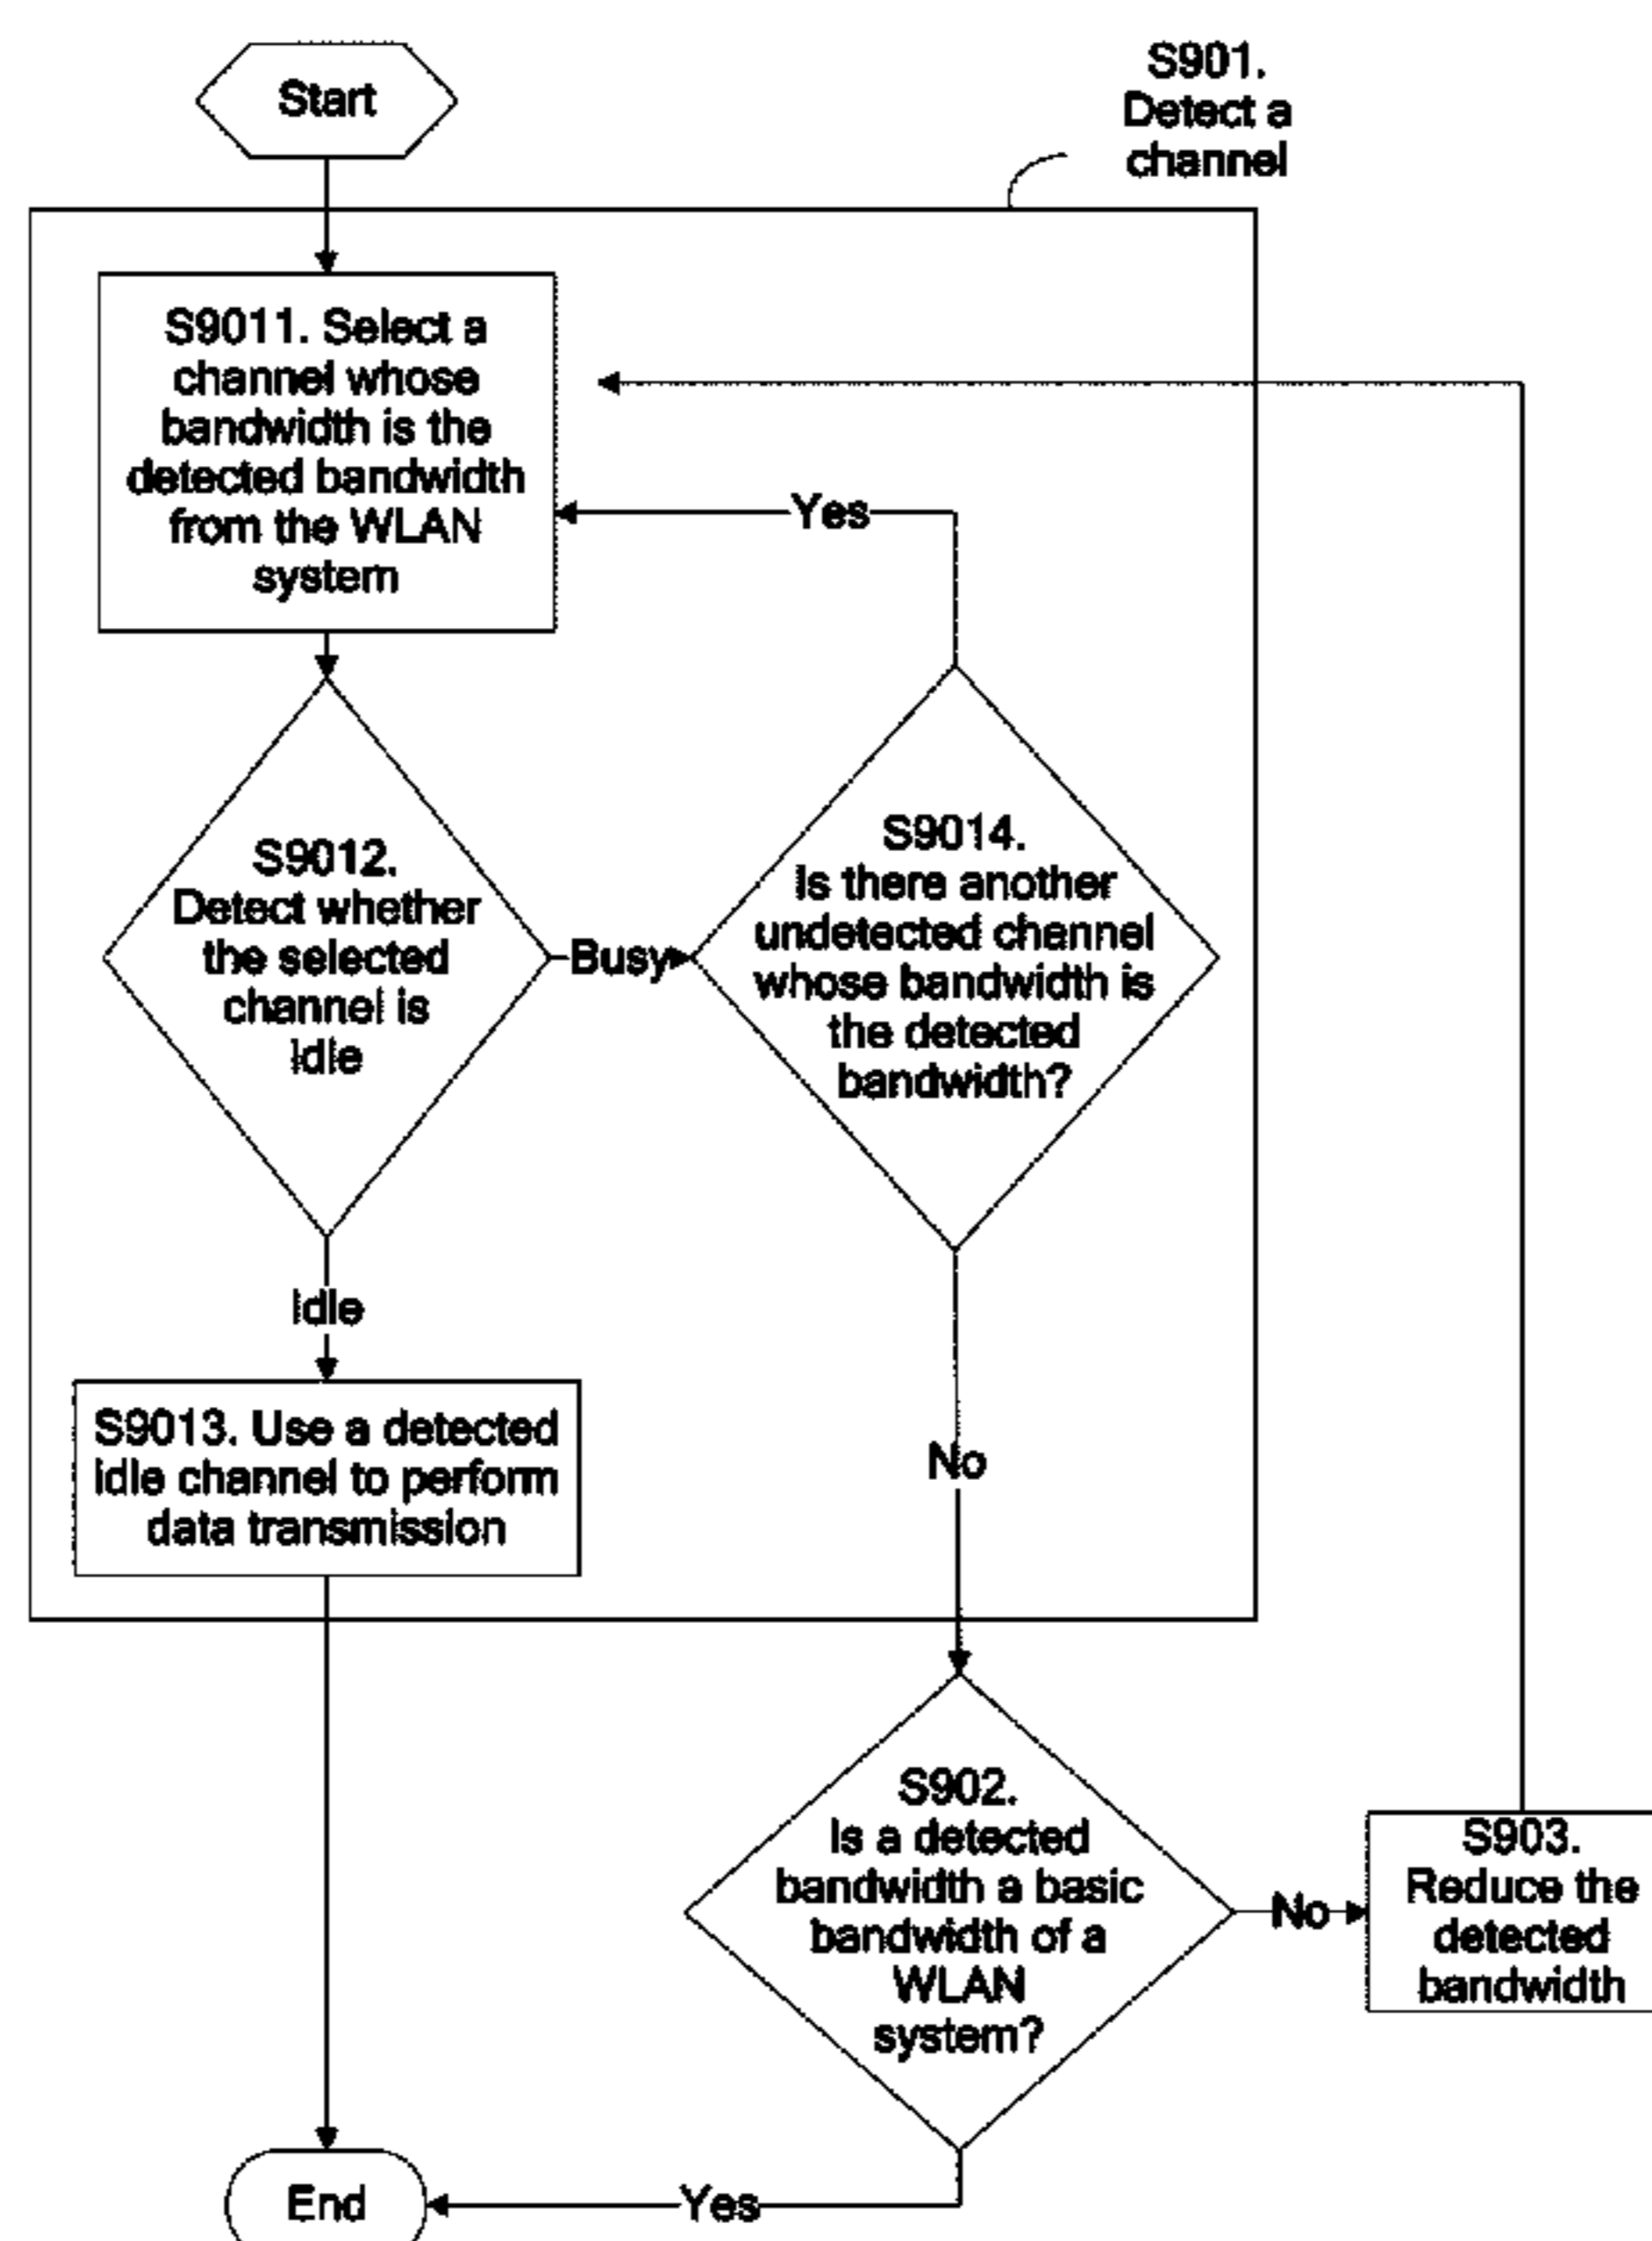 Start
S901.
Detect a
channel
S9011. Select a
channel whose
bandwidth is the
detected bandwidth
from the WLAN
system
Yes
S9012.
Detect whether
the selected
channel is
Idle
Busy
S9014.
Is there another
undetected channel
whose bandwidth is
the detected
bandwidth?
Idle
S9013. Use a detected
idle channel to perform
data transmission
No
S902.
Is a detected
bandwidth a basic
bandwidth of a
WLAN
system?
No
S903.
Reduce the
detected
bandwidth
Yes
End